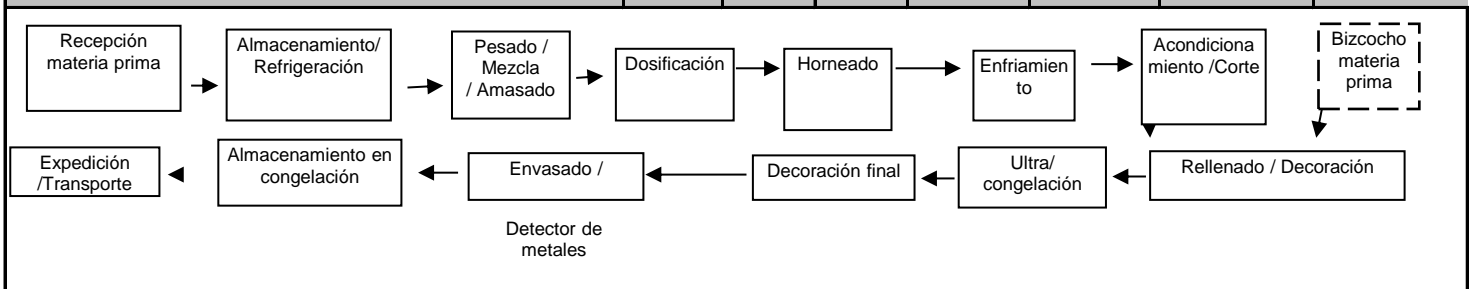 Recepción
materia prima
Almacenamiento/
Refrigeración
Pesado /
Mezcla
/ Amasado
Dosificación
Horneado
Enfriamien
to
Acondiciona
miento /Corte
Bizcocho
materia
prima
Expedición
/Transporte
Almacenamiento en
congelación
Envasado /
Decoración final
Ultra/
congelación
Rellenado / Decoración
Detector de
metales